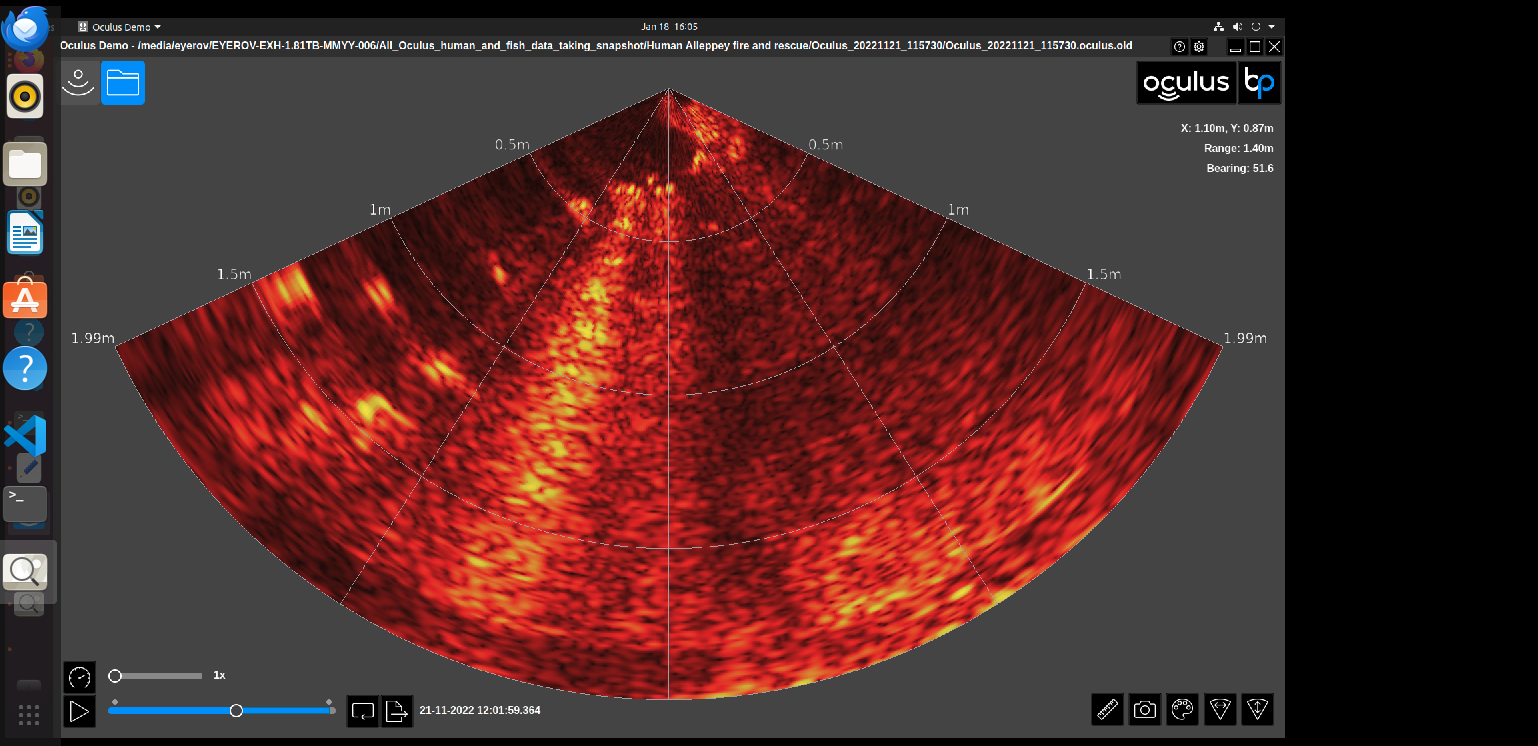 Oculus Demo
Jan 18 16:05
Oculus Demo - /media/eyerov/EYEROV-EXH-1.81TB-MMYY-006/All_Oculus_human_and_fish_data_taking_snapshot/Human Alleppey fire and rescue/Oculus_20221121_115730/Oculus_20221121_115730.oculus.old
oculus bp
X: 1.10m, Y: 0.87m
Range: 1.40m
Bearing: 51.6
0.5m 0.5m
1m 1m
1.5m 1.5m
1.99m 1.99m
1x
21-11-2022 12:01:59.364